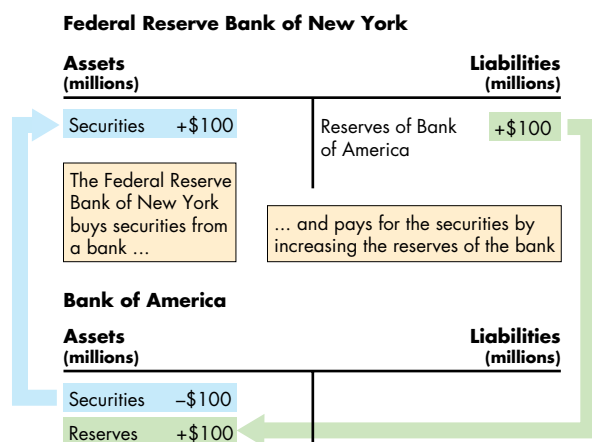 Federal Reserve Bank of New York
Assets
(millions)
Liabilities
(millions)
Securities +$100
Reserves of Bank
of America
+$100
The Federal Reserve
Bank of New York
buys securities from
a bank ...
... and pays for the securities by
increasing the reserves of the bank
Bank of America
Assets
(millions)
Liabilities
(millions)
Securities –$100
Reserves +$100